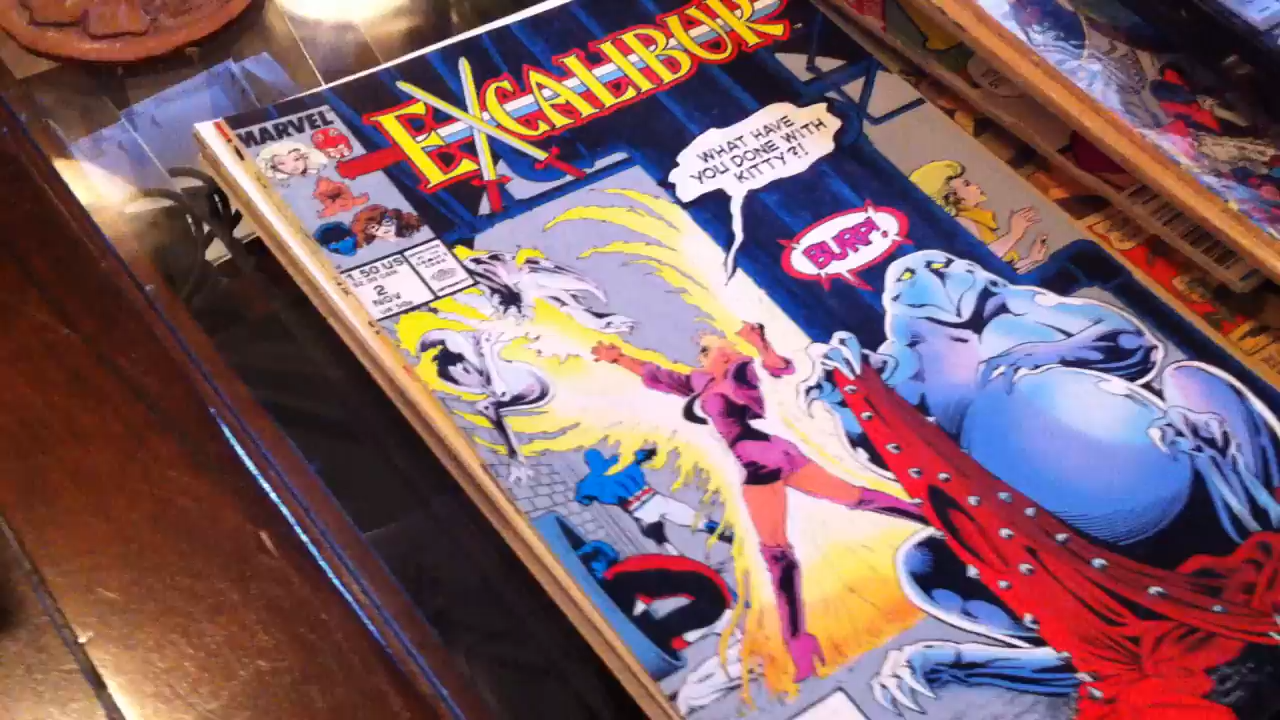 EXCALIBUR
MARVEL
WHAT HAVE
YOU DONE WITH
KITTY?!
BURP!
1.50 US
2
NOV